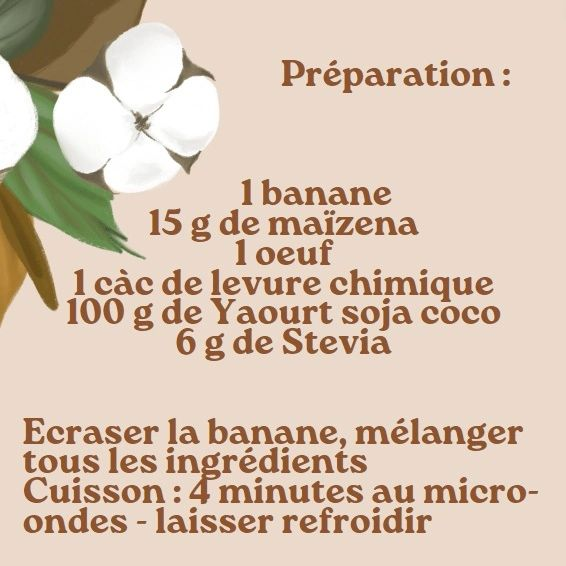 Préparation :
1 banane
15 g de maïzena
1 oeuf
1 càc de levure chimique
100 g de Yaourt soja coco
6 g de Stevia
Ecraser la banane, mélanger
tous les ingrédients
Cuisson : 4 minutes au micro-
ondes - laisser refroidir